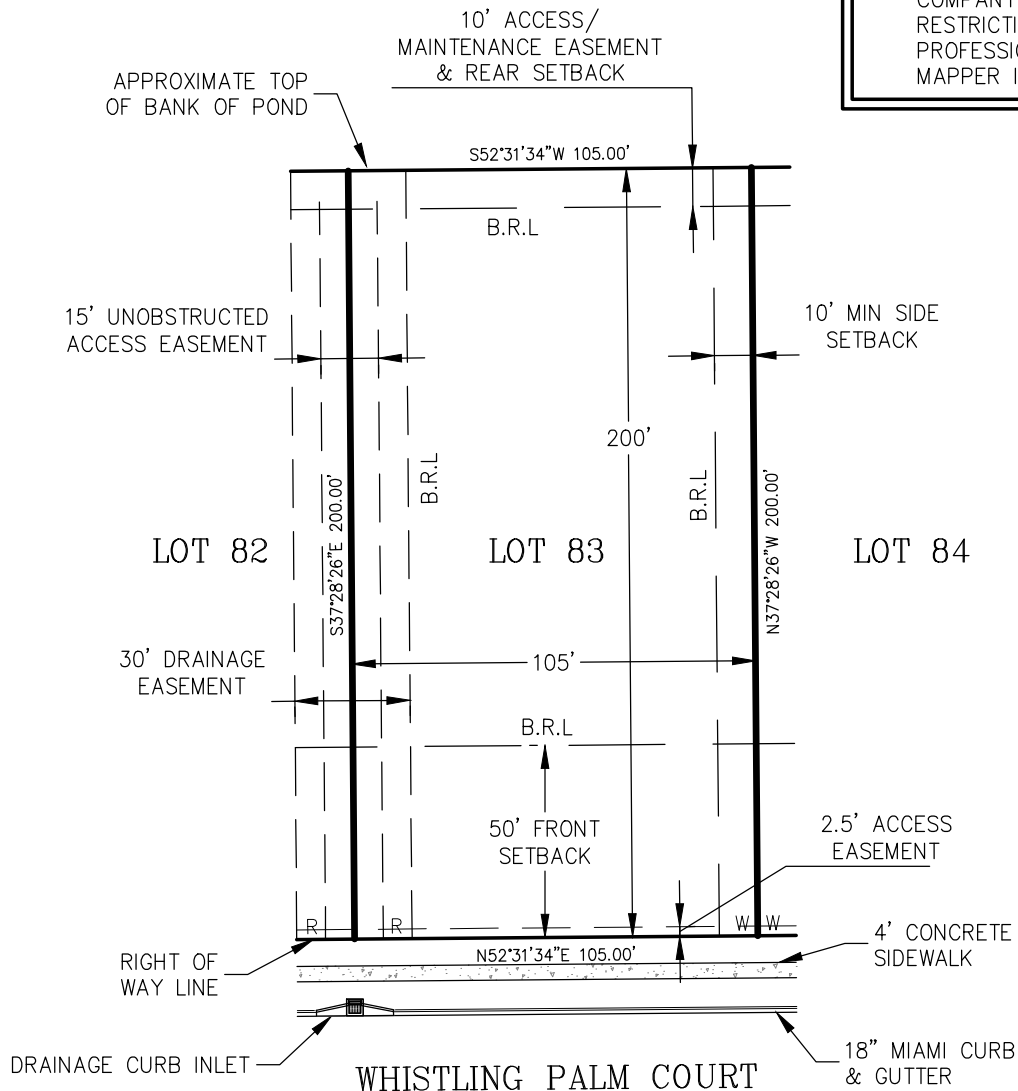 COMPANY
RESTRICTI
PROFESSIO
MAPPER I
10' ACCESS/
MAINTENANCE EASEMENT
& REAR SETBACK
APPROXIMATE TOP
OF BANK OF POND
S52°31'34"W 105.00'
B.R.L
15' UNOBSTRUCTED
ACCESS EASEMENT
10' MIN SIDE
SETBACK
200'
B.R.L
B.R.L
S37°28'26"E 200.00'
N37°28'26"W 200.00'
LOT 82
LOT 83
LOT 84
105'
30' DRAINAGE
EASEMENT
B.R.L
50' FRONT
SETBACK
2.5' ACCESS
EASEMENT
R
R
W W
N52°31'34"E 105.00'
RIGHT OF
WAY LINE
4' CONCRETE
SIDEWALK
DRAINAGE CURB INLET
WHISTLING PALM COURT
18" MIAMI CURB
& GUTTER